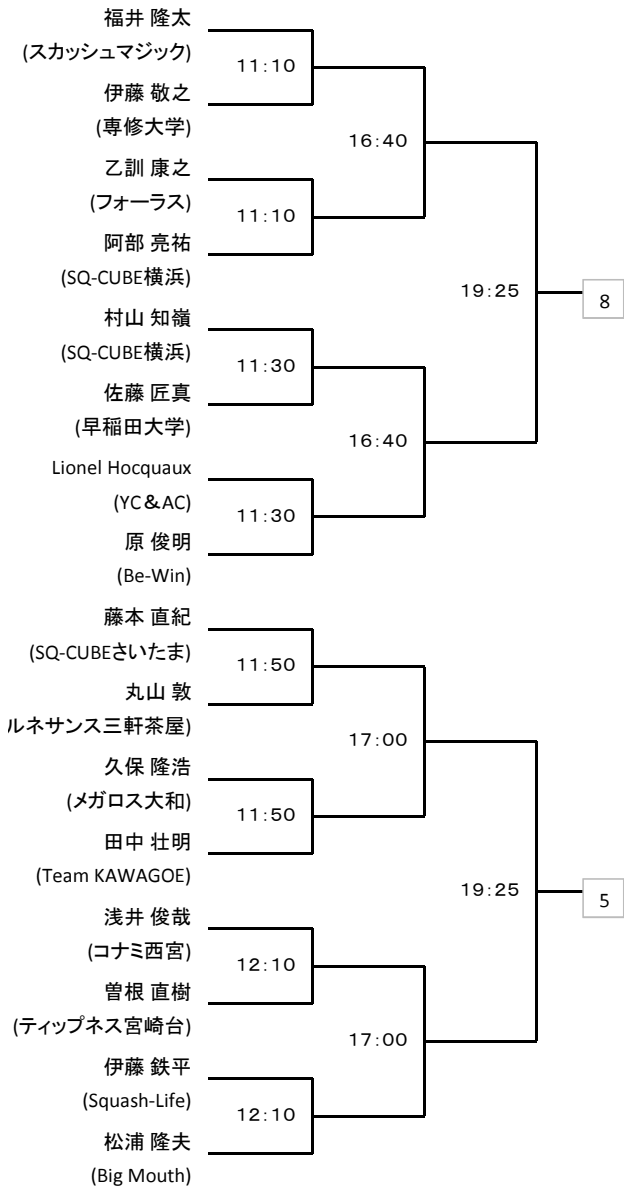 福井 隆太
(スカッシュマジック)
11:10
伊藤 敬之
(専修大学)
16:40
乙訓 康之
(フォーラス)
11:10
阿部 亮祐
(SQ-CUBE横浜)
19:25
8
村山 知嶺
(SQ-CUBE横浜)
11:30
佐藤 匠真
(早稲田大学)
16:40
Lionel Hocquaux
(YC&AC)
11:30
原 俊明
(Be-Win)
藤本 直紀
(SQ-CUBEさいたま)
11:50
丸山 敦
ルネサンス三軒茶屋)
17:00
久保 隆浩
(メガロス大和)
11:50
田中 壮明
(Team KAWAGOE)
19:25
5
浅井 俊哉
(コナミ西宮)
12:10
曽根 直樹
(ティップネス宮崎台)
17:00
伊藤 鉄平
(Squash-Life)
12:10
松浦 隆夫
(Big Mouth)